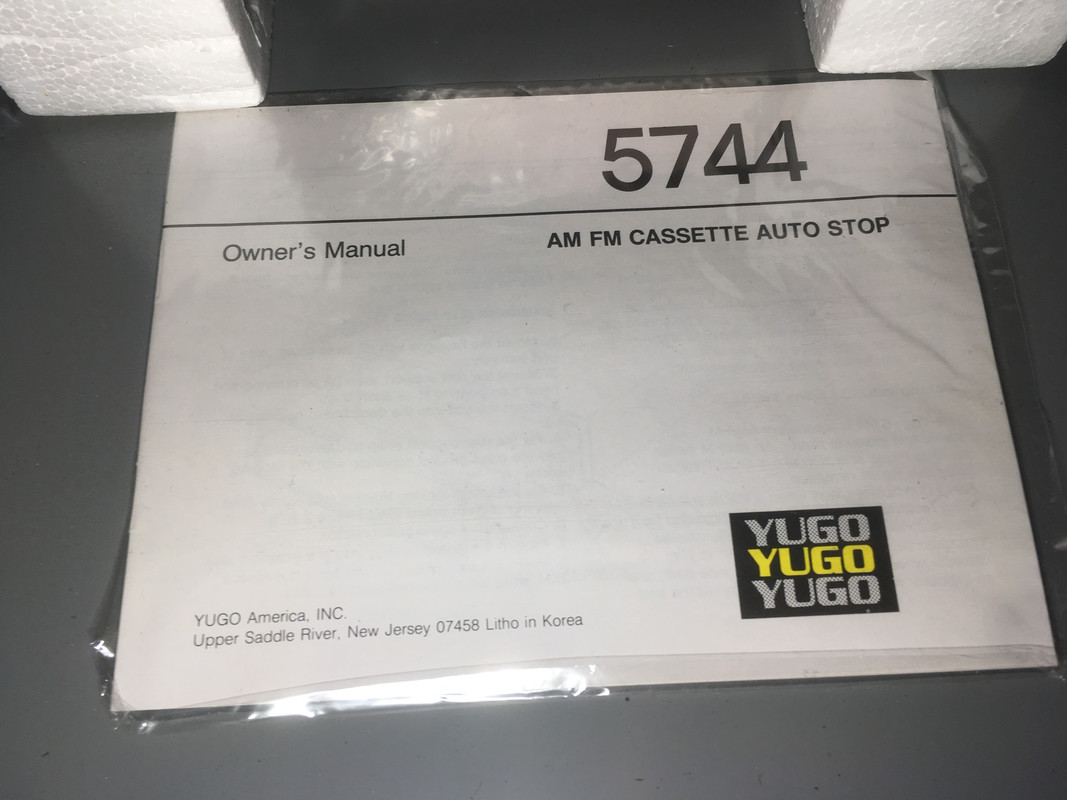 5744
Owner's Manual
AM FM CASSETTE AUTO STOP
YUGO
YUGO
YUGO
YUGO America, INC.
Upper Saddle River, New Jersey 07458 Litho in Korea